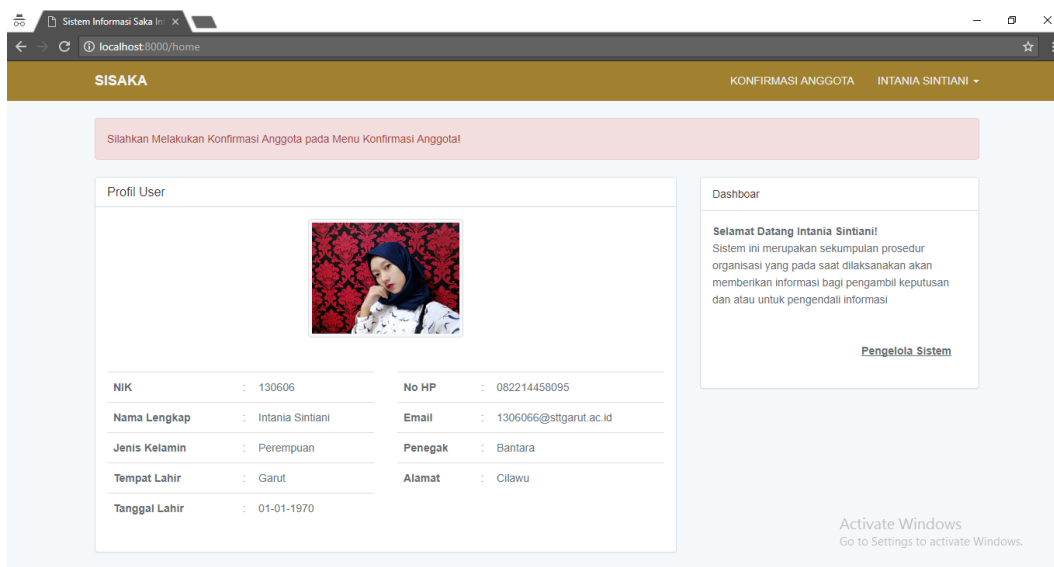 Sistem Informasi Saka In
localhost:8000/home
SISAKA
KONFIRMASI ANGGOTA
INTANIA SINTIANI
Silahkan Melakukan Konfirmasi Anggota pada Menu Konfirmasi Anggota!
Profil User
NIK : 130606
Nama Lengkap : Intania Sintiani
Jenis Kelamin : Perempuan
Tempat Lahir : Garut
Tanggal Lahir : 01-01-1970
No HP : 082214458095
Email : 1306066@sttgarut.ac.id
Penegak : Bantara
Alamat : Cilawu
Dashboar
Selamat Datang Intania Sintiani!
Sistem ini merupakan sekumpulan prosedur
organisasi yang pada saat dilaksanakan akan
memberikan informasi bagi pengambil keputusan
dan atau untuk pengendali informasi
Pengelola Sistem
Activate Windows
Go to Settings to activate Windows.